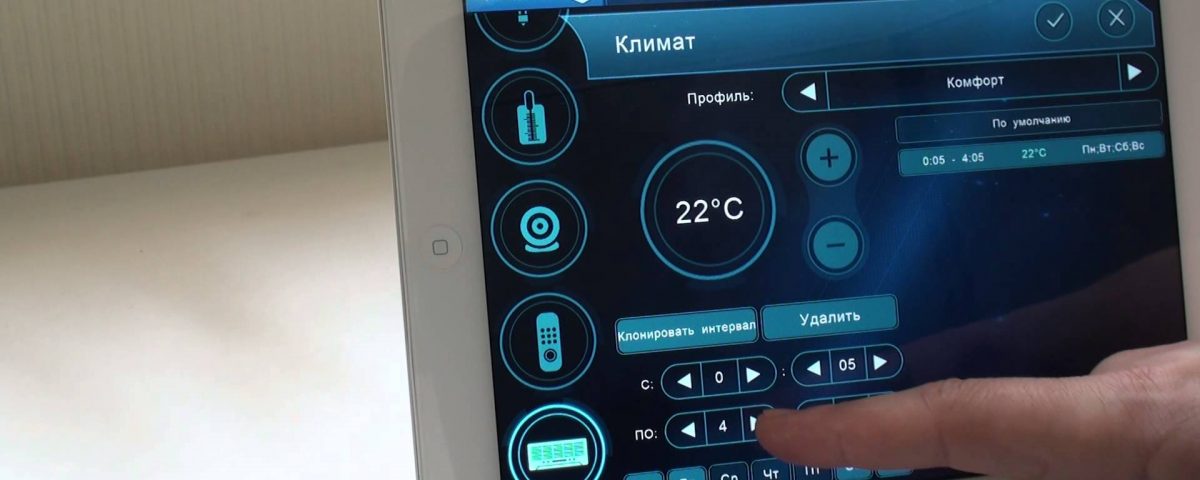 Климат
Профиль: Комфорт
По умолчанию
0:05 - 4:05 22°C Пн;Вт;Сб;Вс
22°C
Клонировать интервал Удалить
С: 0 : 05
ПО: 4
Ср Чт Пт